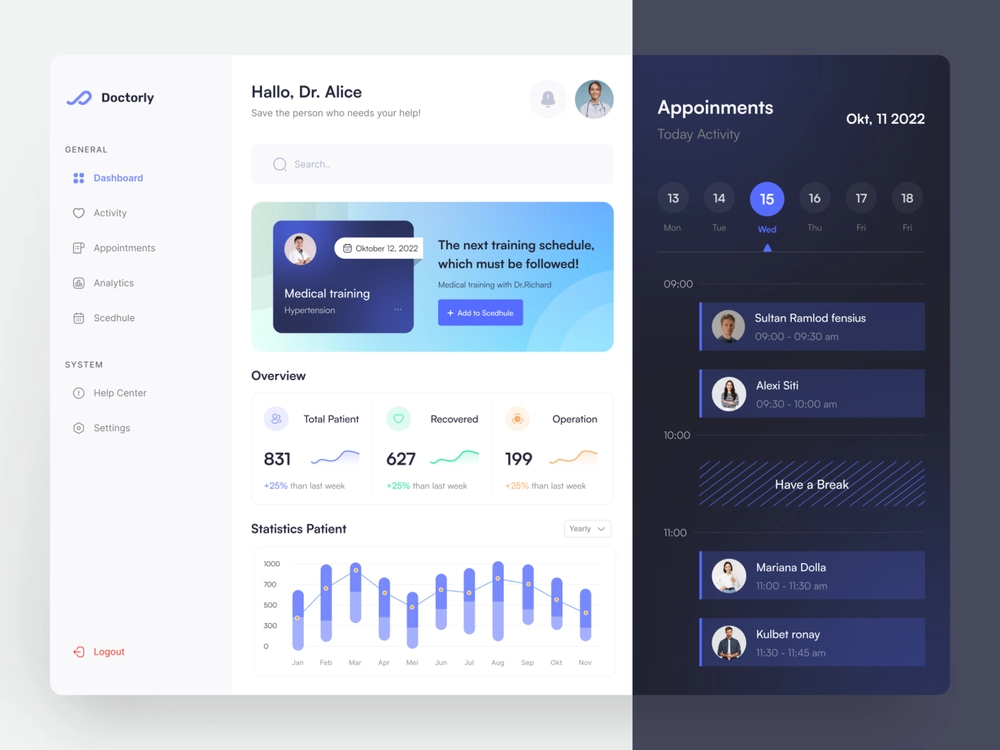 Doctorly
GENERAL
Dashboard
Activity
Appointments
Analytics
Scedhule
SYSTEM
Help Center
Settings
Logout
Hallo, Dr. Alice
Save the person who needs your help!
Search..
Oktober 12, 2022
Medical training
Hypertension
...
The next training schedule,
which must be followed!
Medical training with Dr.Richard
+ Add to Scedhule
Overview
Total Patient
831
+25% than last week
Recovered
627
+25% than last week
Operation
199
+25% than last week
Statistics Patient
Yearly
1000
700
500
300
0
Jan Feb Mar Apr Mei Jun Jul Aug Sep Okt Nov
Appoinments
Today Activity
Okt, 11 2022
13 14 15 16 17 18
Mon Tue Wed Thu Fri Fri
09:00
Sultan Ramlod fensius
09:00 - 09:30 am
Alexi Siti
09:30 - 10:00 am
10:00
Have a Break
11:00
Mariana Dolla
11:00 - 11:30 am
Kulbet ronay
11:30 - 11:45 am